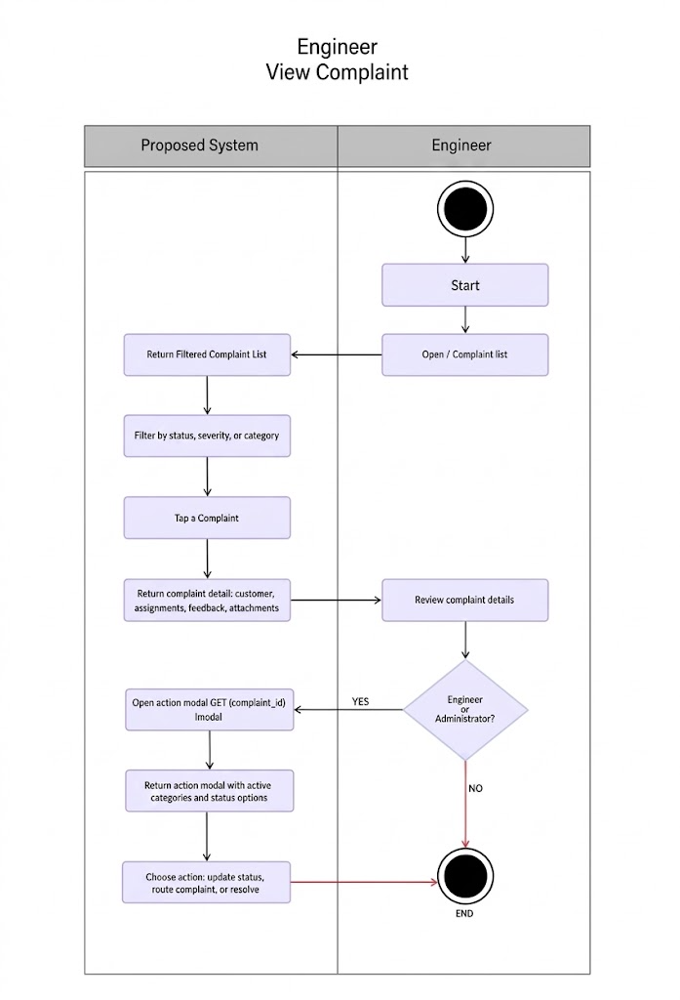 Engineer
View Complaint
Proposed System
Engineer
Start
Open / Complaint list
Return Filtered Complaint List
Filter by status, severity, or category
Tap a Complaint
Return complaint detail: customer,
assignments, feedback, attachments
Review complaint details
Engineer
or
Administrator?
YES
Open action modal GET (complaint_id)
lmodal
NO
Return action modal with active
categories and status options
Choose action: update status,
route complaint, or resolve
END